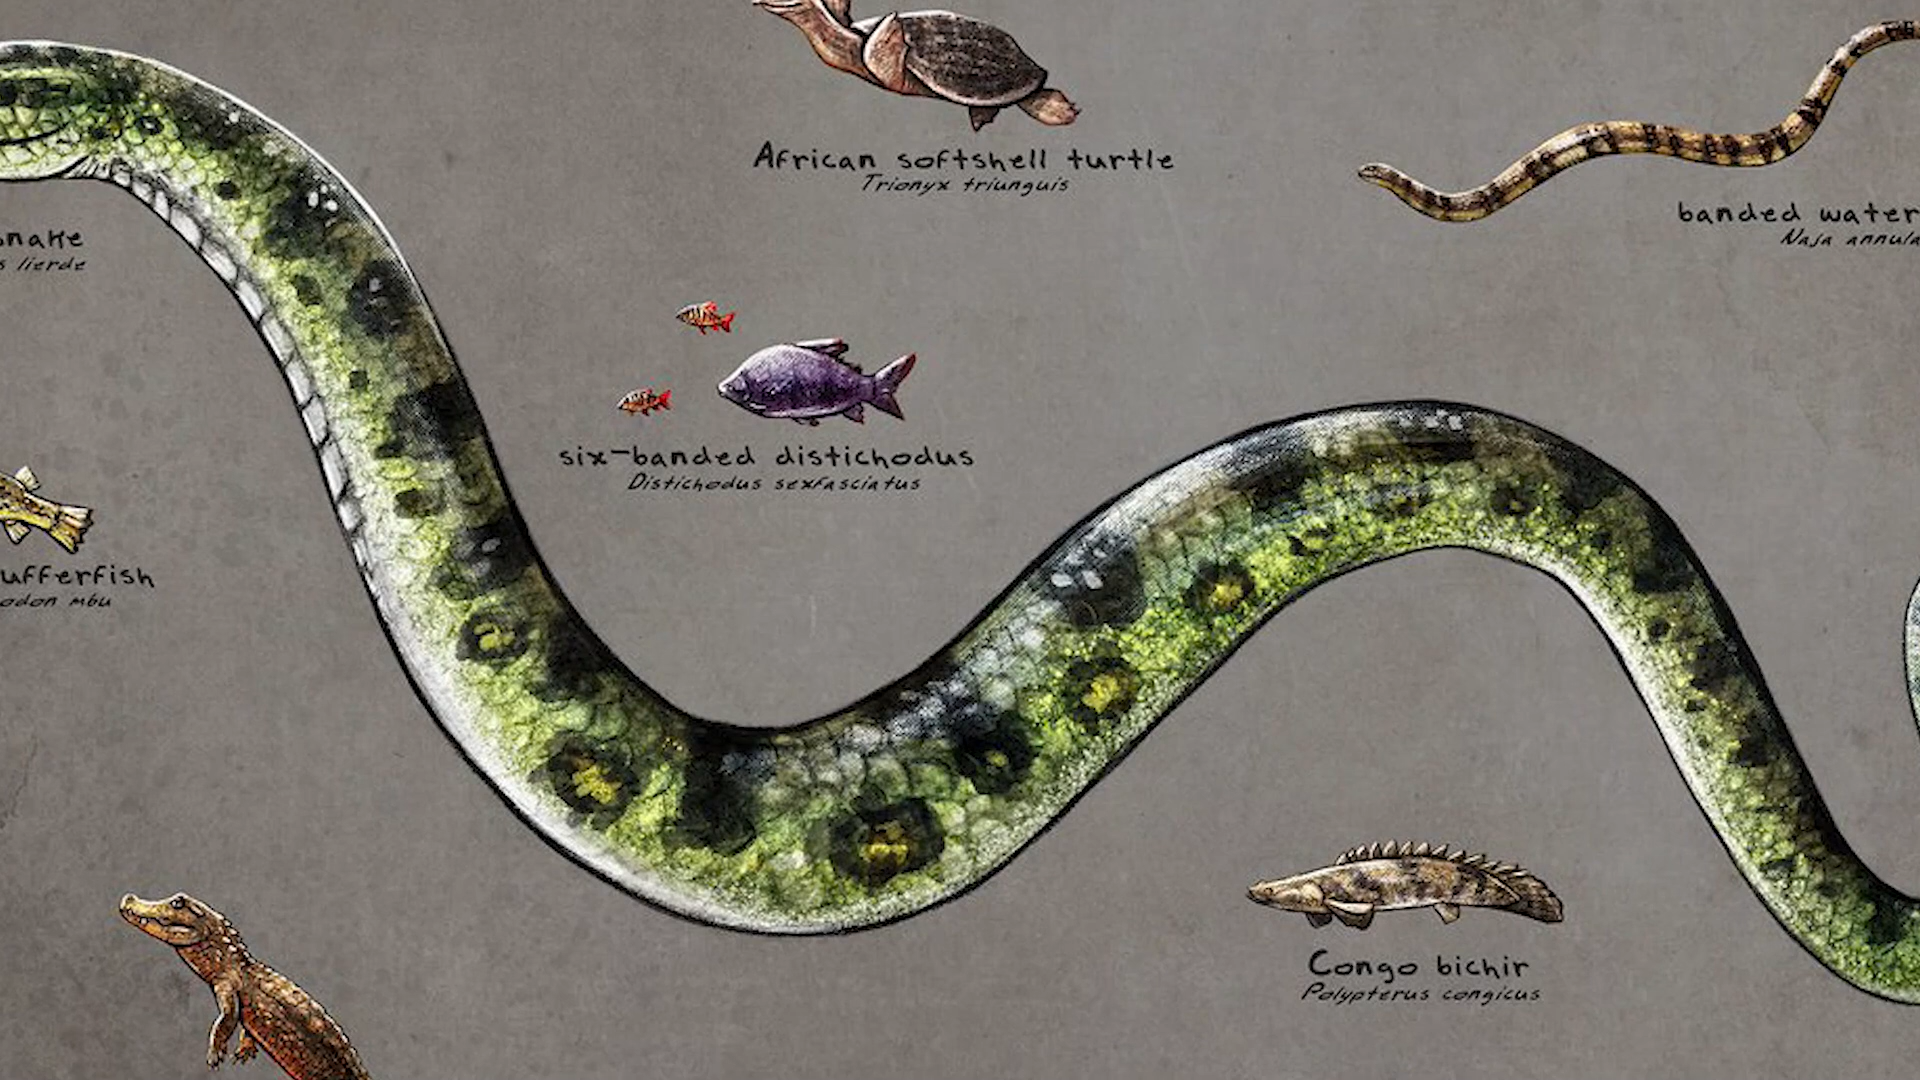 African softshell turtle
Trionyx triunguis
banded water
Naja annula
snake
s lierde
six-banded distichodus
Distichodus sexfasciatus
ufferfish
odon mbu
Congo bichir
Polypterus congicus